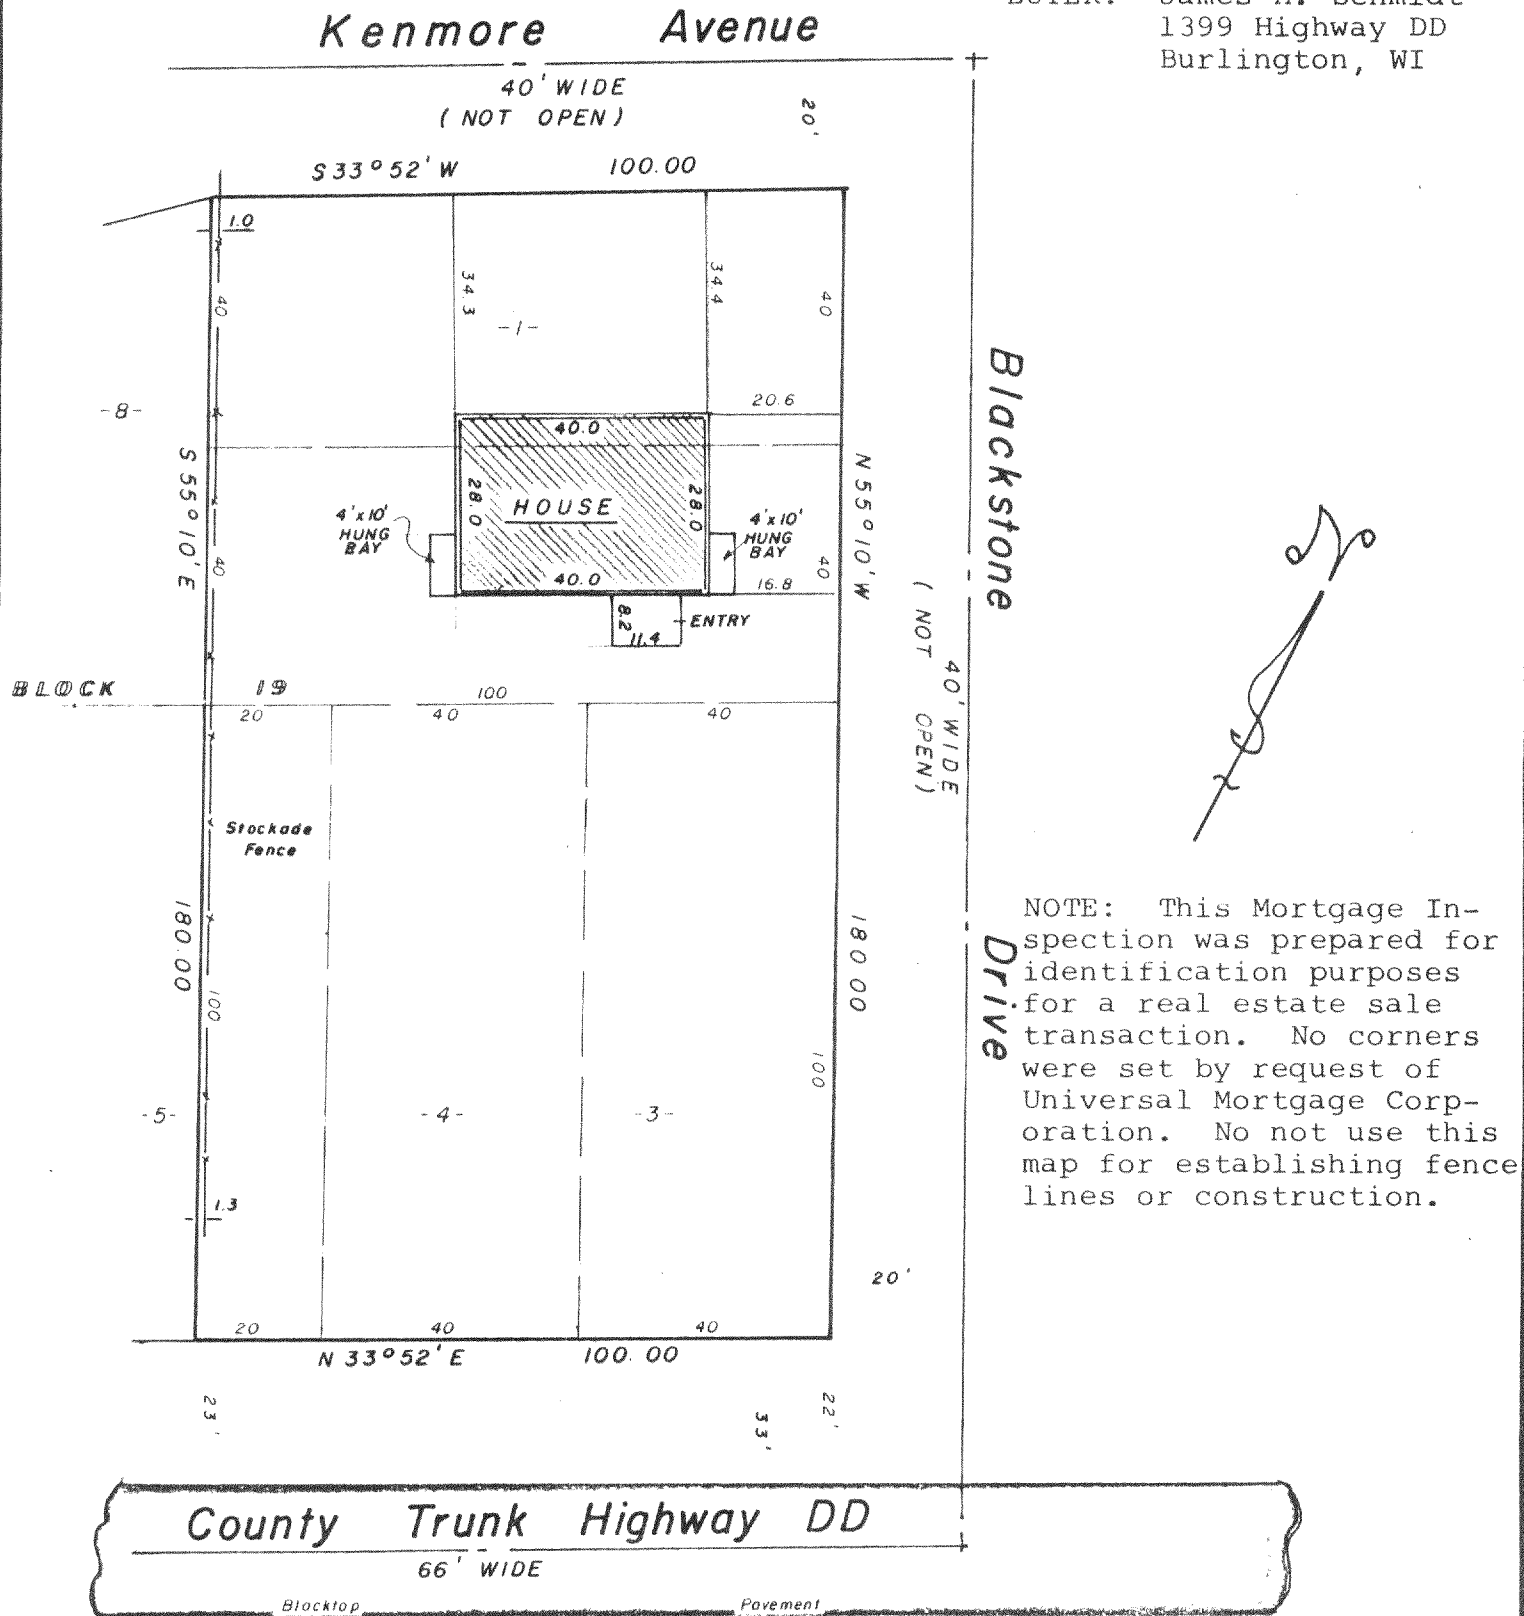 James H. Schmidt
1399 Highway DD
Burlington, WI
Kenmore Avenue
40' WIDE
( NOT OPEN )
20'
S 33° 52' W 100.00
1.0
40
34.3
34.4
40
-1-
-8-
20.6
40.0
S 55° 10' E
N 55° 10' W
28.0
HOUSE
28.0
4'x10'
HUNG
BAY
4'x10'
HUNG
BAY
40
40
40.0
16.8
8.2
11.4
ENTRY
Blackstone Drive
40' WIDE
( NOT OPEN )
BLOCK 19
100
20
40
40
Stockade
Fence
180.00
180.00
100
100
-5-
-4-
-3-
1.3
20'
20
40
40
N 33° 52' E 100.00
23'
33'
22'
NOTE: This Mortgage In-
spection was prepared for
identification purposes
for a real estate sale
transaction. No corners
were set by request of
Universal Mortgage Corp-
oration. No not use this
map for establishing fence
lines or construction.
County Trunk Highway DD
66' WIDE
Blacktop Pavement